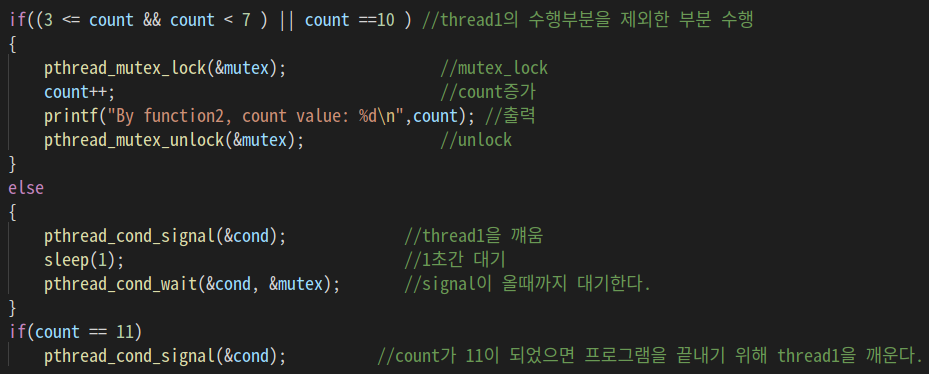 if((3 <= count && count < 7 ) || count ==10 ) //thread1의 수행부분을 제외한 부분 수행
{
pthread_mutex_lock(&mutex); //mutex_lock
count++; //count증가
printf("By function2, count value: %d\n",count); //출력
pthread_mutex_unlock(&mutex); //unlock
}
else
{
pthread_cond_signal(&cond); //thread1을 꺠움
sleep(1); //1초간 대기
pthread_cond_wait(&cond, &mutex); //signal이 올때까지 대기한다.
}
if(count == 11)
pthread_cond_signal(&cond); //count가 11이 되었으면 프로그램을 끝내기 위해 thread1을 깨운다.